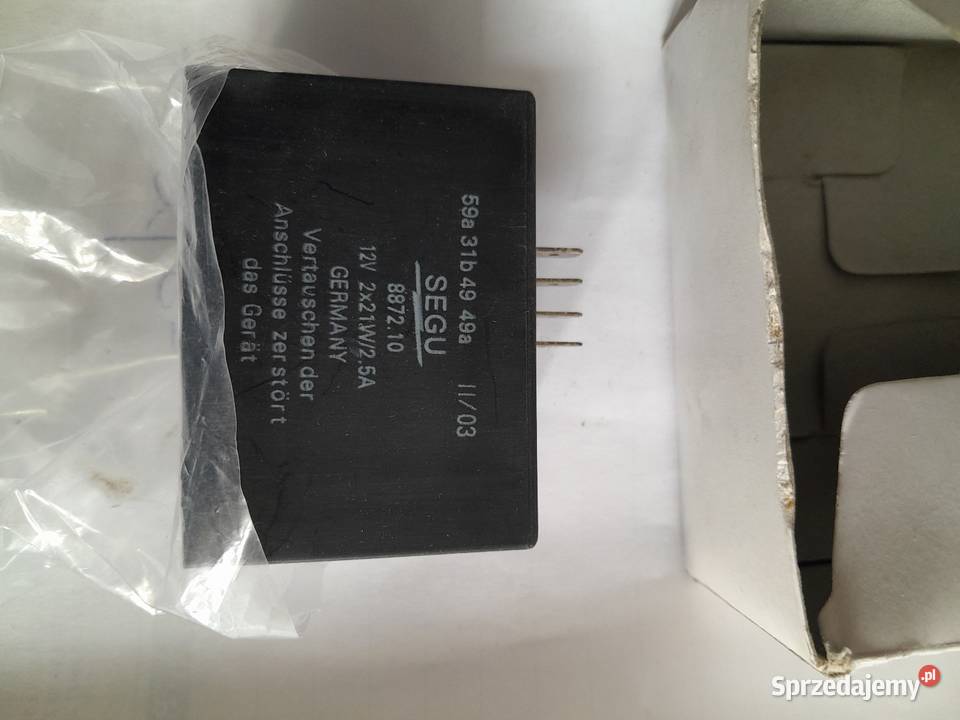 59a 31b 49 49a 11/03
SEGU
8872.10
12V 2x21W/2,5A
GERMANY
Vertauschen der
Anschlüsse zerstört
das Gerät
Sprzedajemy.pl